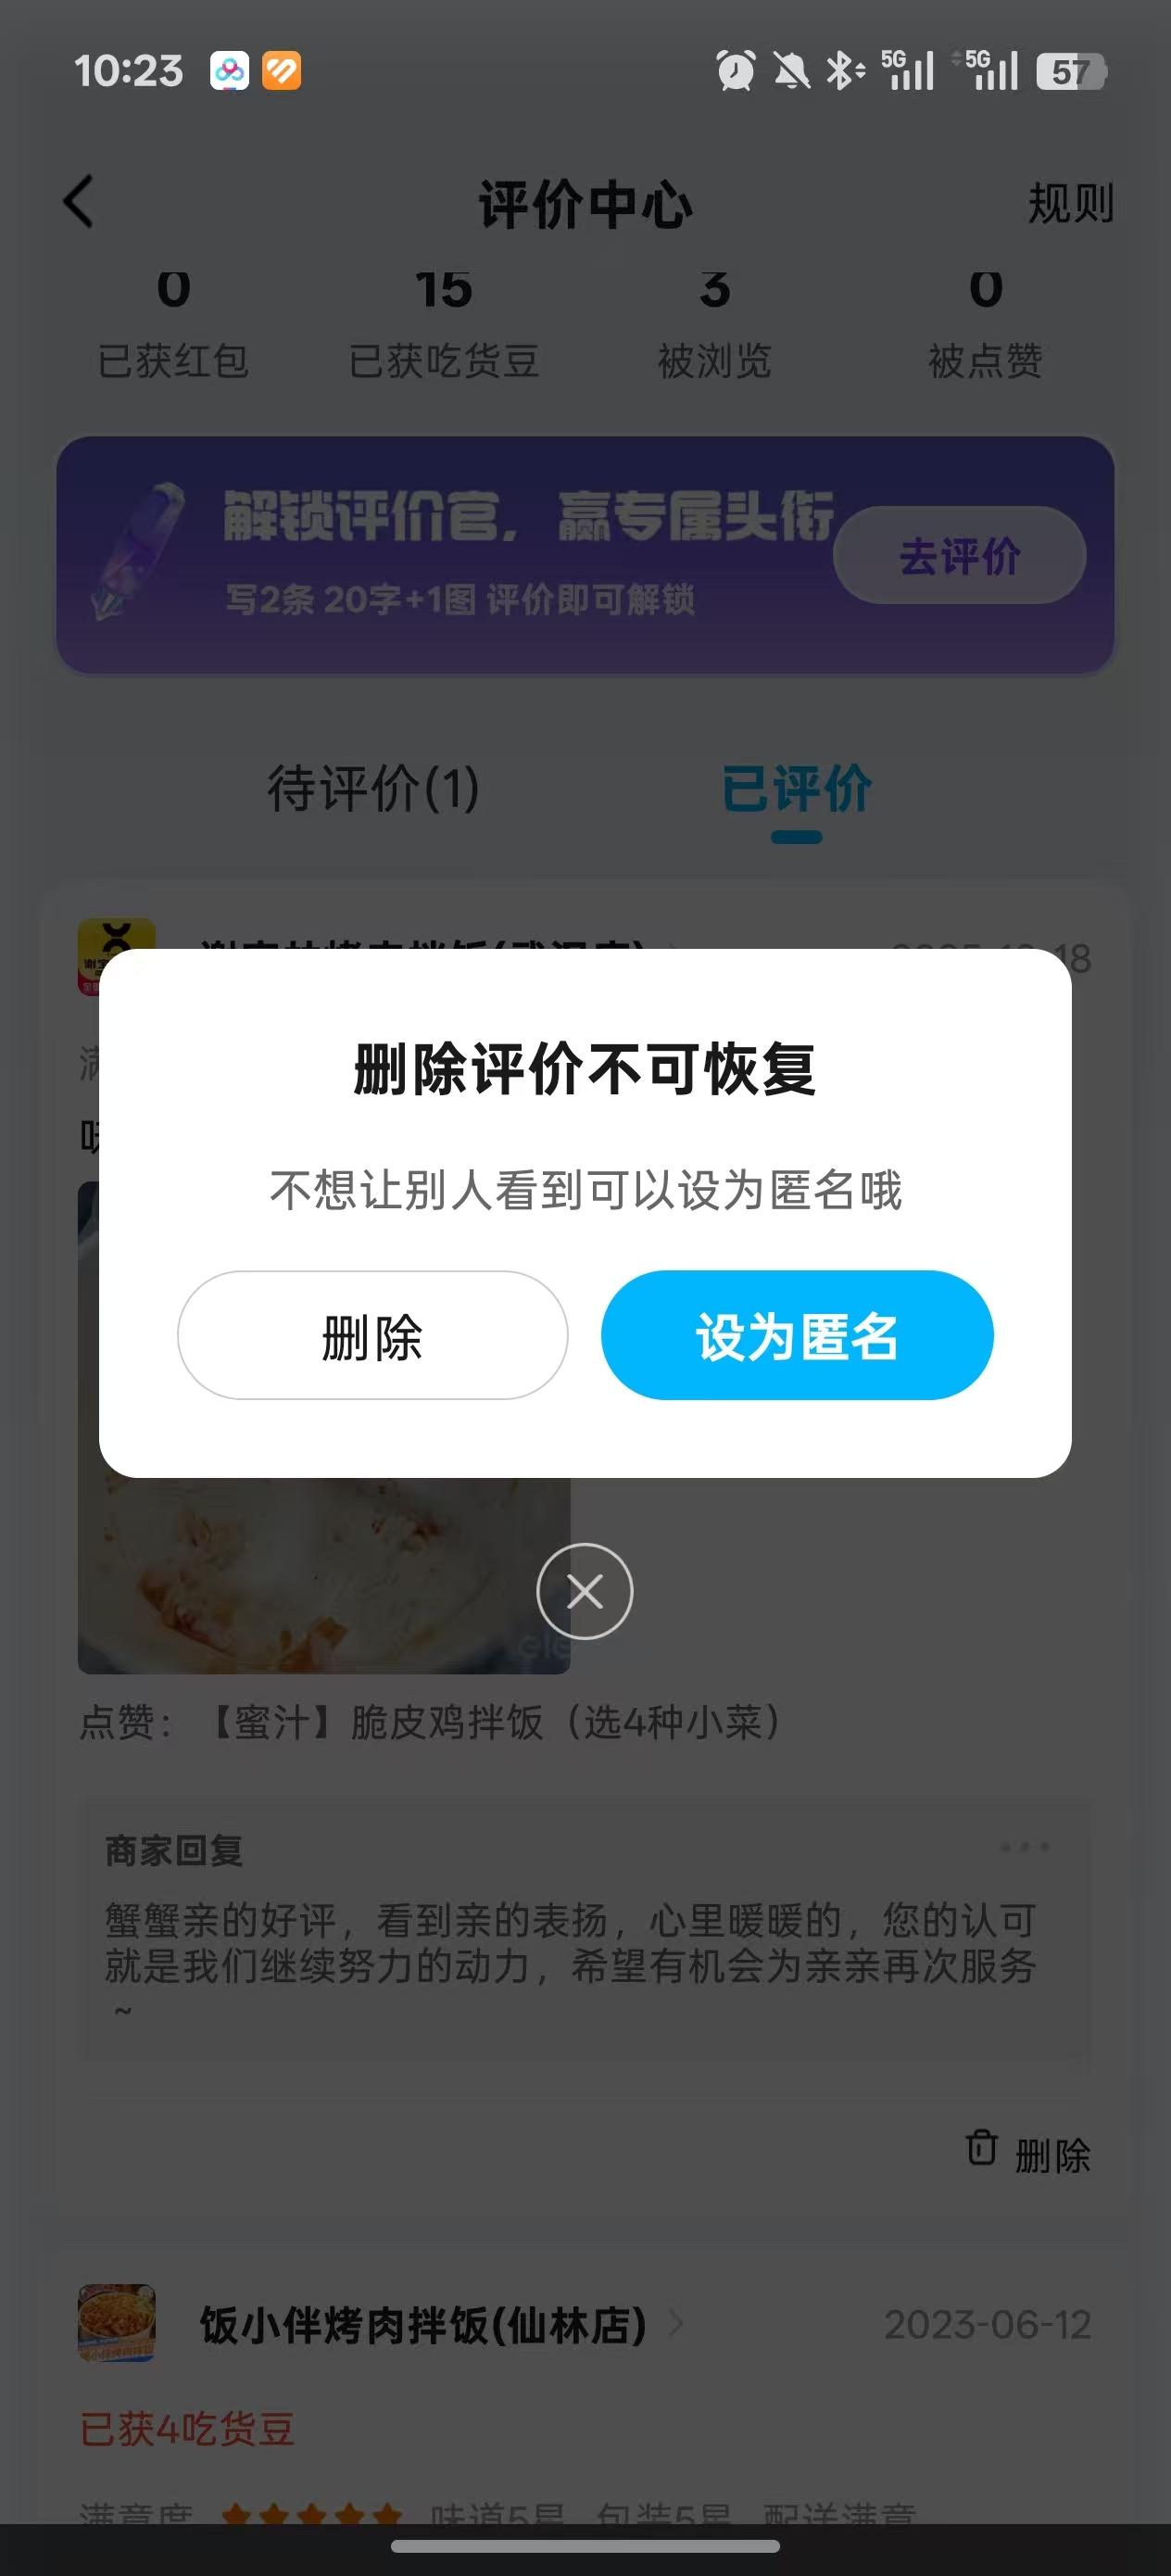 10:23
5G
5G
57
评价中心
规则
0
15
3
0
已获红包
已获吃货豆
被浏览
被点赞
解锁评价官，赢专属头衔
写2条 20字+1图 评价即可解锁
去评价
待评价(1)
已评价
18
删除评价不可恢复
不想让别人看到可以设为匿名哦
删除
设为匿名
点赞：【蜜汁】脆皮鸡拌饭（选4种小菜）
商家回复
蟹蟹亲的好评，看到亲的表扬，心里暖暖的，您的认可
就是我们继续努力的动力，希望有机会为亲亲再次服务
~
删除
饭小伴烤肉拌饭(仙林店)
2023-06-12
已获4吃货豆
满意度 味道5星 包装5星 配送满意